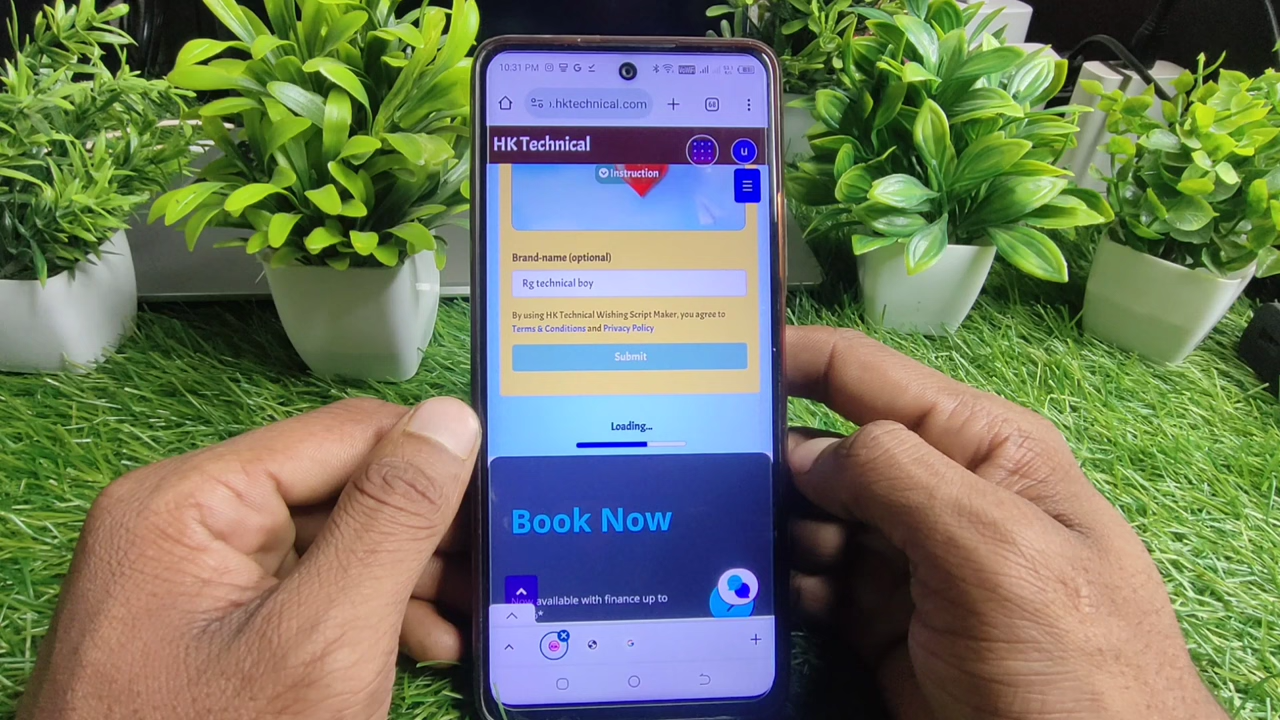 10:31 PM
.hktechnical.com
68
HK Technical
u
Instruction
Brand-name (optional)
Rg technical boy
By using HK Technical Wishing Script Maker, you agree to
Terms & Conditions and Privacy Policy
Submit
Loading...
Book Now
Now available with finance up to